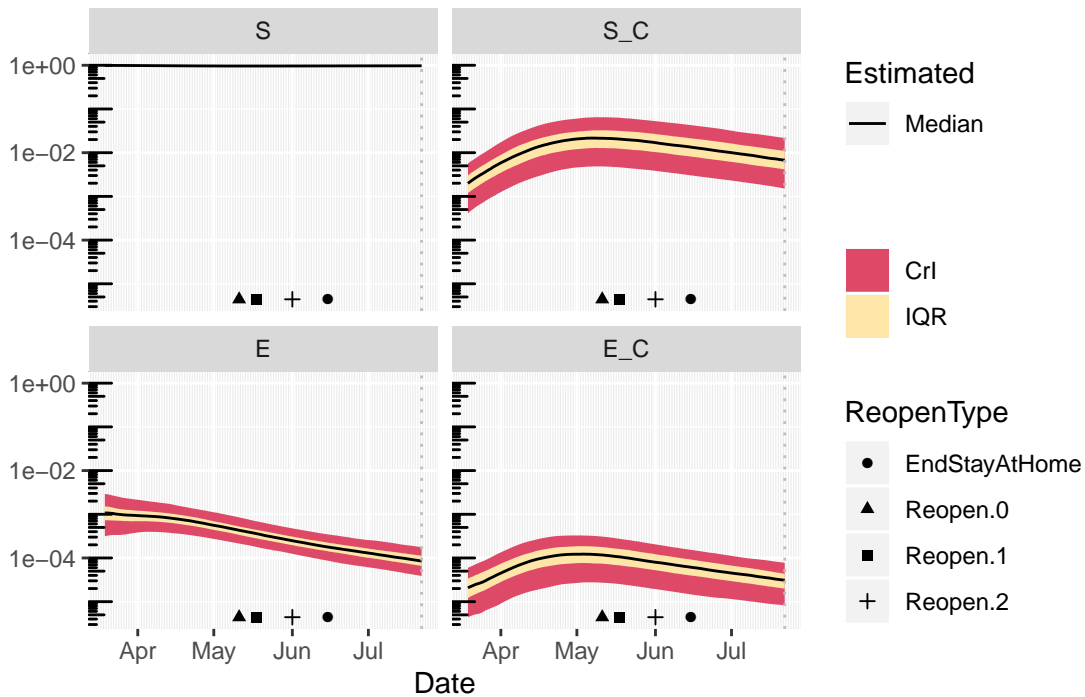 S
S_C
1e+00
1e−02
1e−04
E
E_C
1e+00
1e−02
1e−04
Apr
May
Jun
Jul
Apr
May
Jun
Jul
Date
Estimated
Median
CrI
IQR
ReopenType
EndStayAtHome
Reopen.0
Reopen.1
Reopen.2